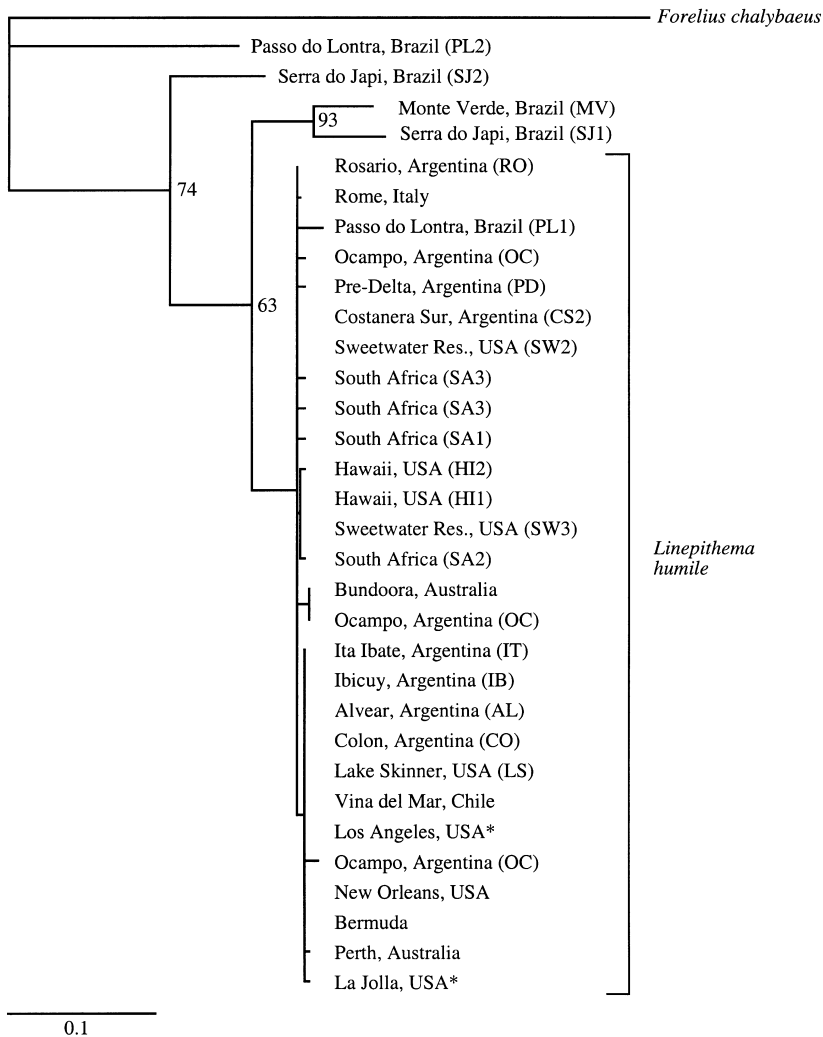 Forelius chalybaeus
Passo do Lontra, Brazil (PL2)
Serra do Japi, Brazil (SJ2)
Monte Verde, Brazil (MV)
93
Serra do Japi, Brazil (SJ1)
Rosario, Argentina (RO)
74
Rome, Italy
Passo do Lontra, Brazil (PL1)
Ocampo, Argentina (OC)
Pre-Delta, Argentina (PD)
63
Costanera Sur, Argentina (CS2)
Sweetwater Res., USA (SW2)
South Africa (SA3)
South Africa (SA3)
South Africa (SA1)
Hawaii, USA (HI2)
Hawaii, USA (HI1)
Sweetwater Res., USA (SW3)
South Africa (SA2)
Linepithema
humile
Bundoora, Australia
Ocampo, Argentina (OC)
Ita Ibate, Argentina (IT)
Ibicuy, Argentina (IB)
Alvear, Argentina (AL)
Colon, Argentina (CO)
Lake Skinner, USA (LS)
Vina del Mar, Chile
Los Angeles, USA*
Ocampo, Argentina (OC)
New Orleans, USA
Bermuda
Perth, Australia
La Jolla, USA*
0.1